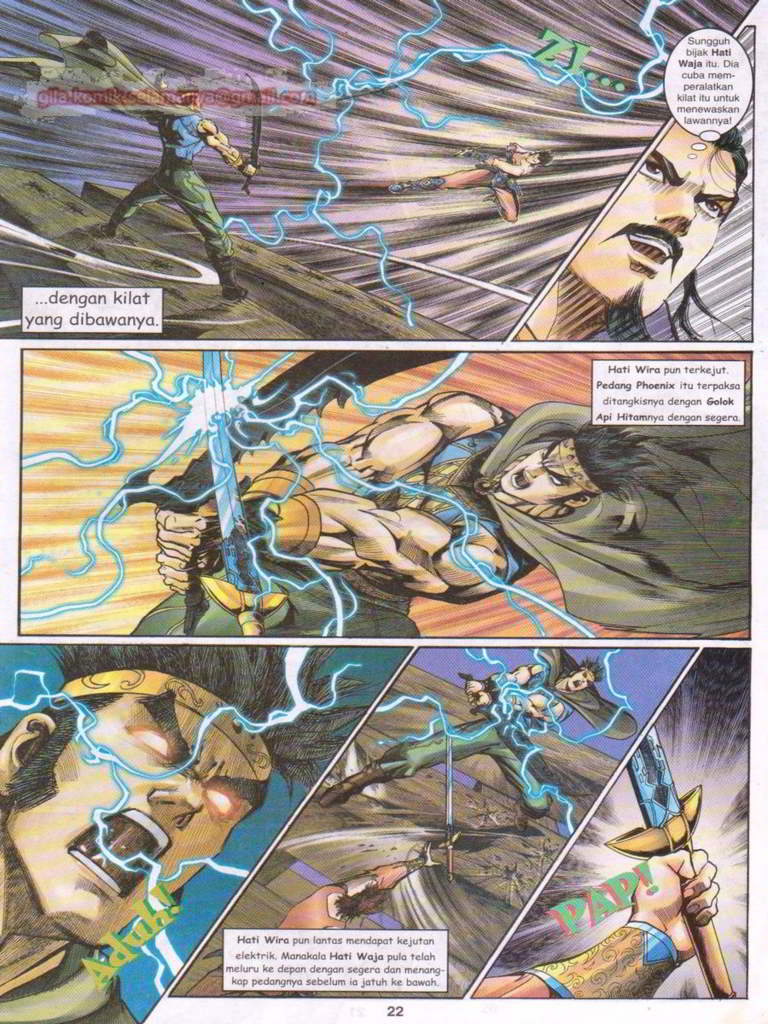 ZI...
Sungguh
bijak Hati
Waja itu. Dia
cuba mem-
peralatkan
kilat itu untuk
menewaskan
lawannya!
...dengan kilat
yang dibawanya.
Hati Wira pun terkejut.
Pedang Phoenix itu terpaksa
ditangkisnya dengan Golok
Api Hitamnya dengan segera.
Aduh!
Hati Wira pun lantas mendapat kejutan
elektrik. Manakala Hati Waja pula telah
meluru ke depan dengan segera dan menang-
kap pedangnya sebelum ia jatuh ke bawah.
PAP!
22